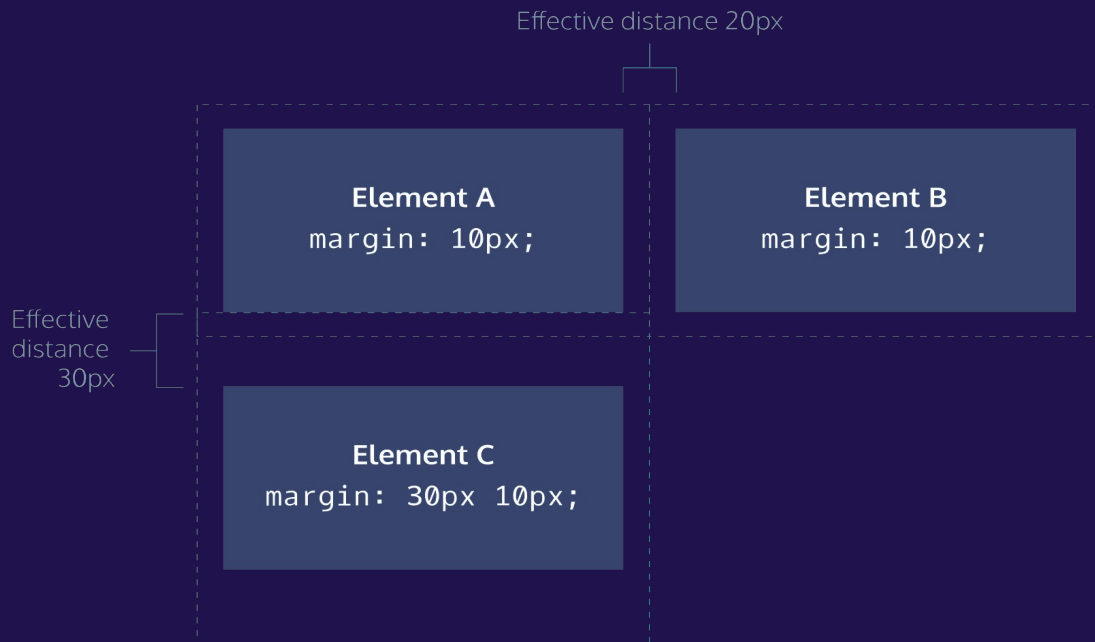 Effective distance 20px
Element A
margin: 10px;
Element B
margin: 10px;
Effective
distance
30px
Element C
margin: 30px 10px;